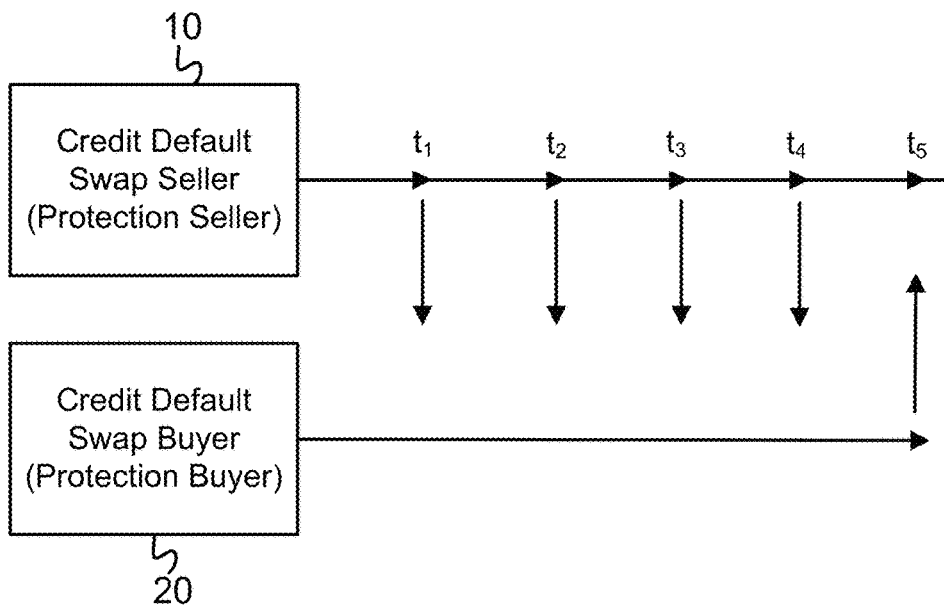 10
Credit Default
Swap Seller
(Protection Seller)
t₁ t₂ t₃ t₄ t₅
Credit Default
Swap Buyer
(Protection Buyer)
20